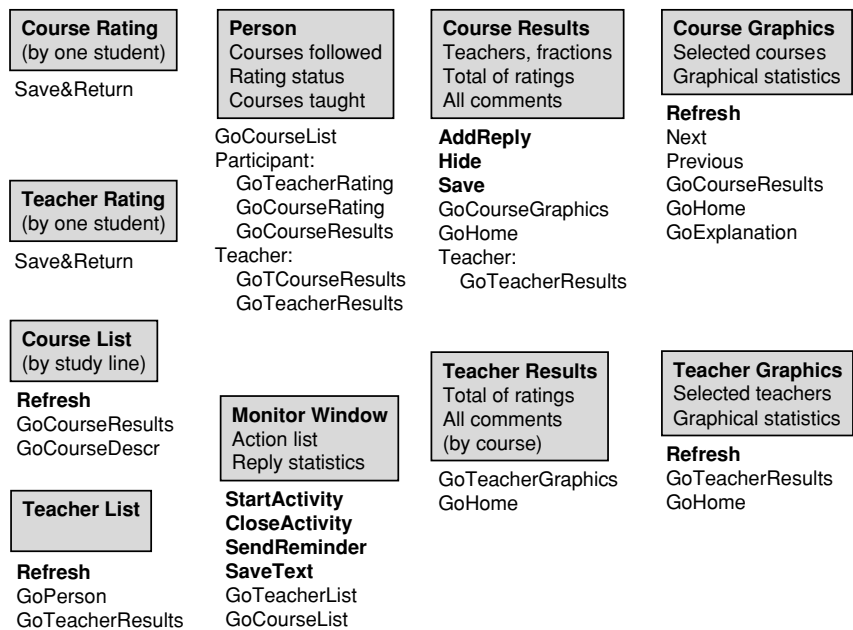 Course Rating
(by one student)
Save&Return
Teacher Rating
(by one student)
Save&Return
Course List
(by study line)
Refresh
GoCourseResults
GoCourseDescr
Teacher List
Refresh
GoPerson
GoTeacherResults
Person
Courses followed
Rating status
Courses taught
GoCourseList
Participant:
GoTeacherRating
GoCourseRating
GoCourseResults
Teacher:
GoTCourseResults
GoTeacherResults
Monitor Window
Action list
Reply statistics
StartActivity
CloseActivity
SendReminder
SaveText
GoTeacherList
GoCourseList
Course Results
Teachers, fractions
Total of ratings
All comments
AddReply
Hide
Save
GoCourseGraphics
GoHome
Teacher:
GoTeacherResults
Teacher Results
Total of ratings
All comments
(by course)
GoTeacherGraphics
GoHome
Course Graphics
Selected courses
Graphical statistics
Refresh
Next
Previous
GoCourseResults
GoHome
GoExplanation
Teacher Graphics
Selected teachers
Graphical statistics
Refresh
GoTeacherResults
GoHome